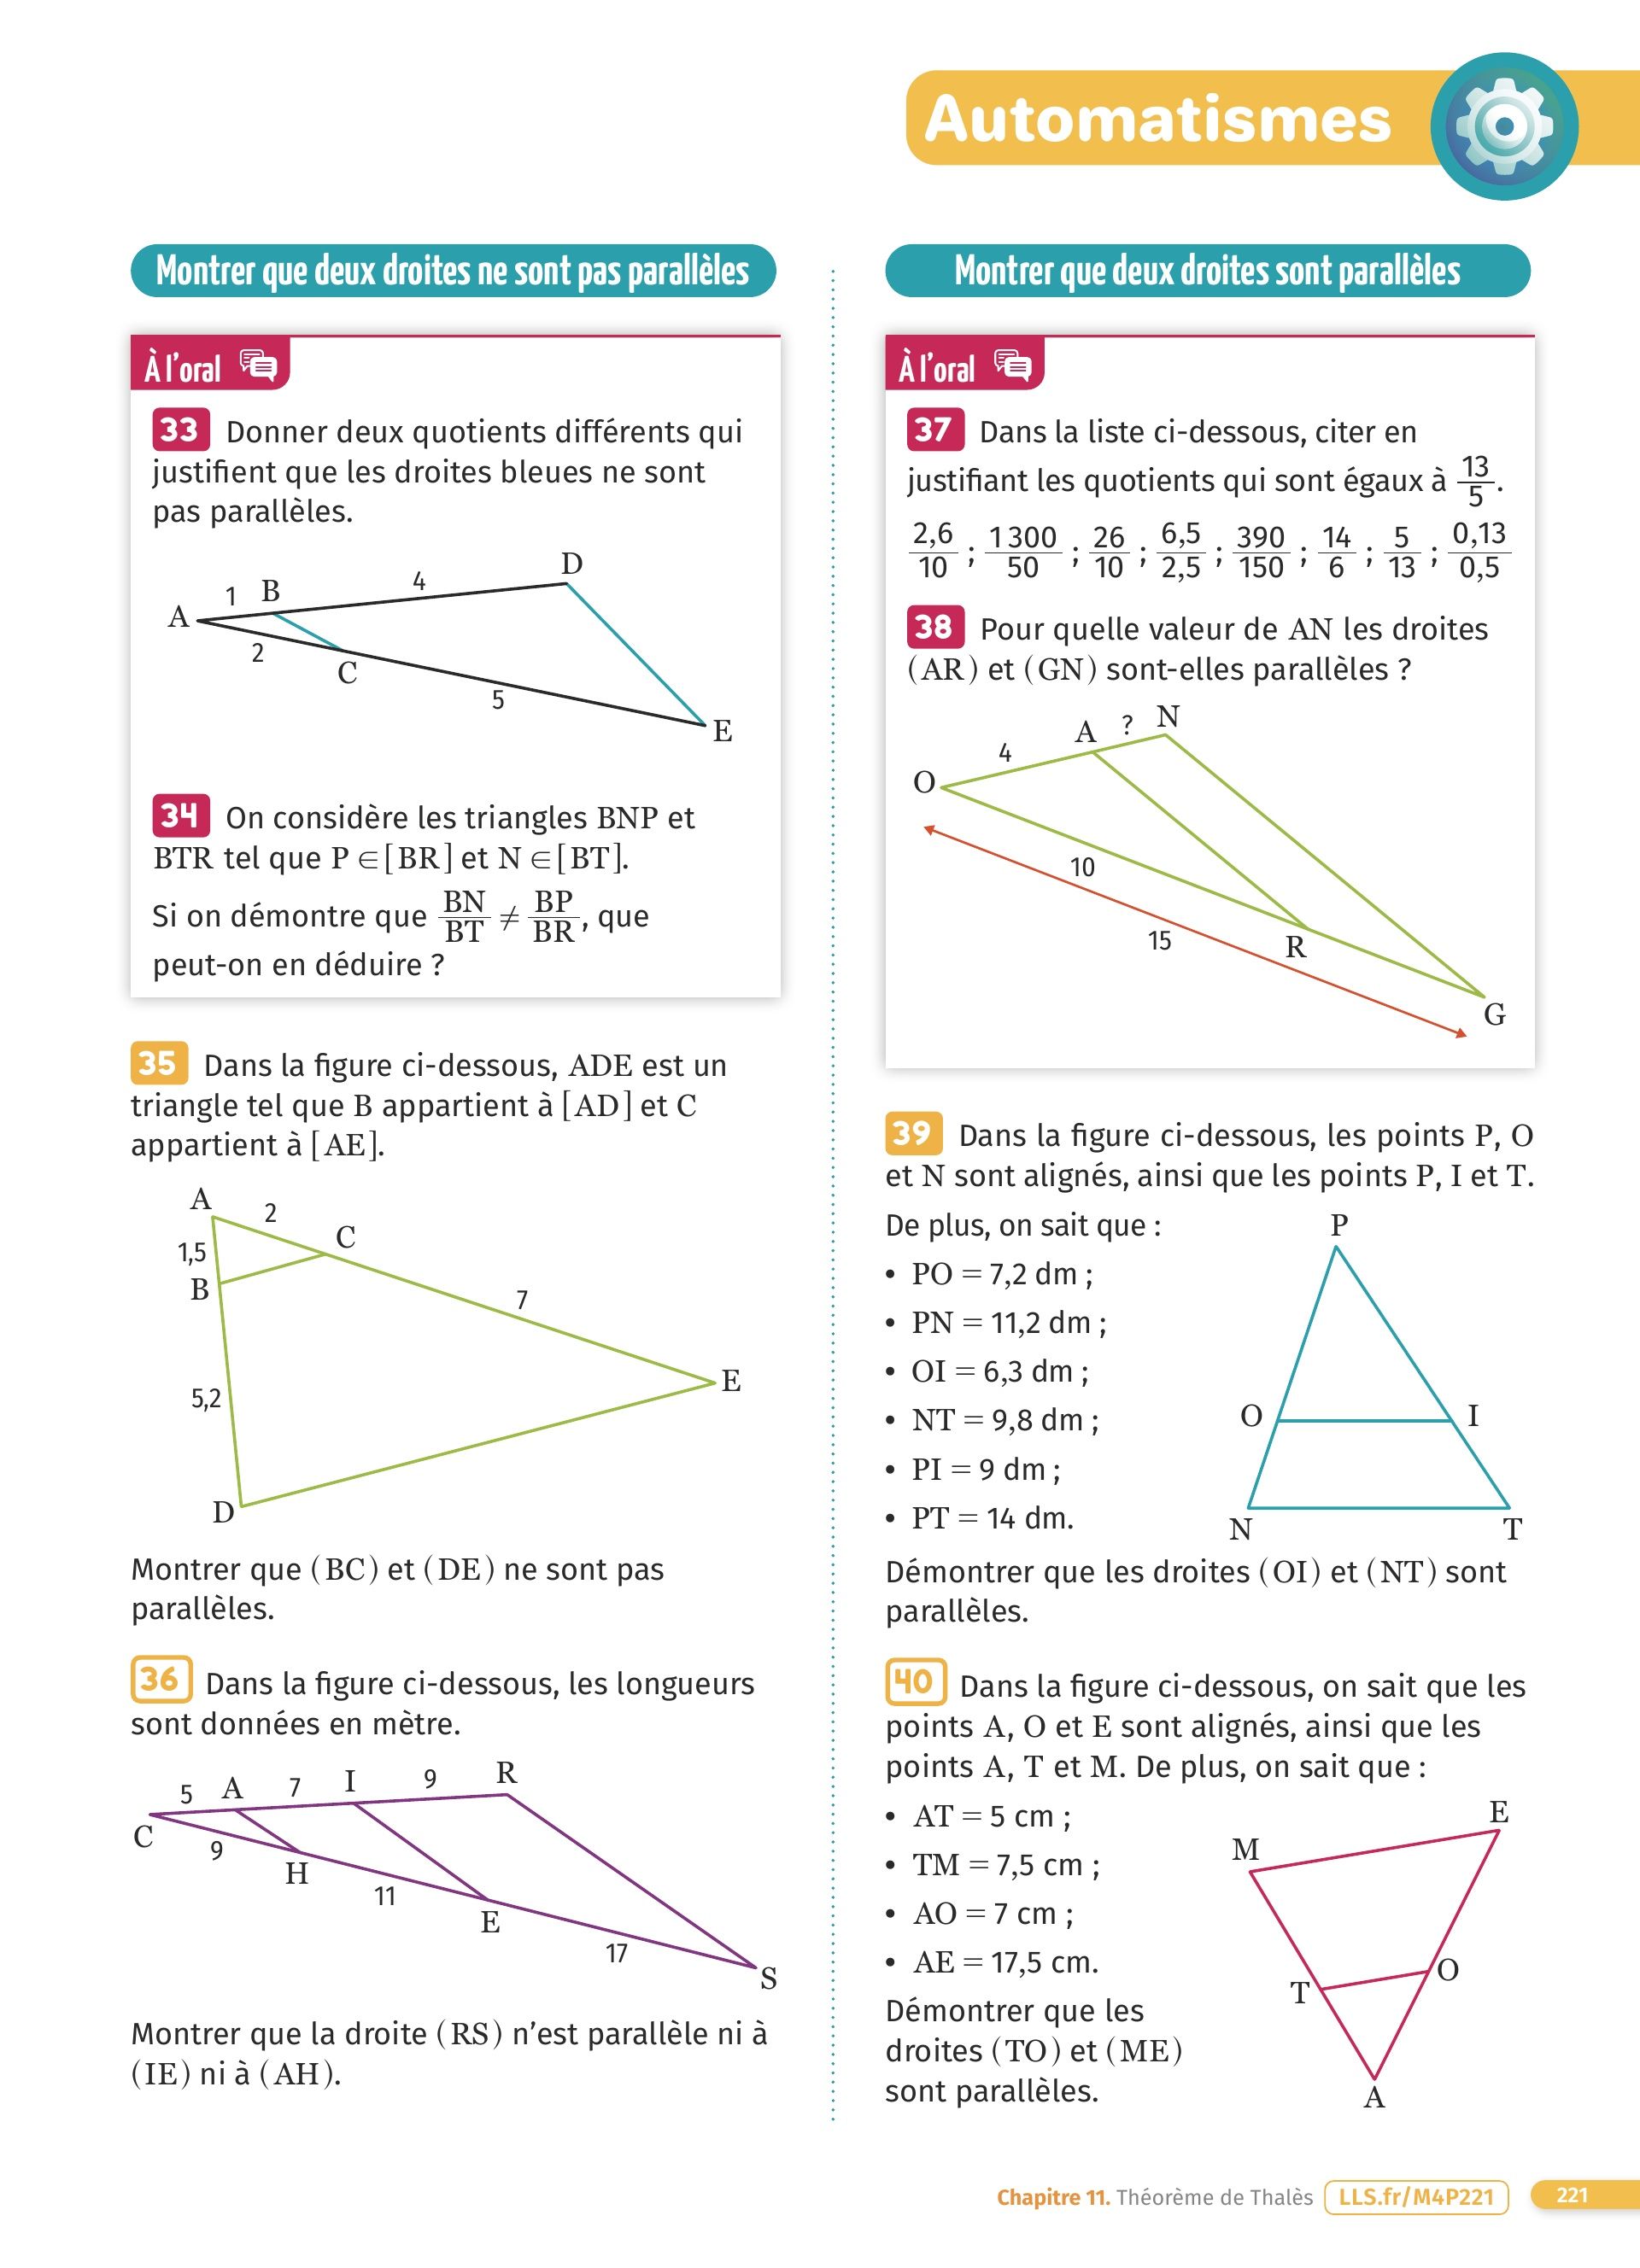 Automatismes
Montrer que deux droites ne sont pas parallèles
À l'oral
33 Donner deux quotients différents qui
justifient que les droites bleues ne sont
pas parallèles.
A 1 B 4 D
2 C 5 E
34 On considère les triangles BNP et
BTR tel que P ∈ [BR] et N ∈ [BT].
Si on démontre que BN/BT ≠ BP/BR, que
peut-on en déduire ?
35 Dans la figure ci-dessous, ADE est un
triangle tel que B appartient à [AD] et C
appartient à [AE].
A 2 C
1,5
B 7
E
5,2
D
Montrer que (BC) et (DE) ne sont pas
parallèles.
36 Dans la figure ci-dessous, les longueurs
sont données en mètre.
5 A 7 I 9 R
C 9 H 11 E 17 S
Montrer que la droite (RS) n'est parallèle ni à
(IE) ni à (AH).
Montrer que deux droites sont parallèles
À l'oral
37 Dans la liste ci-dessous, citer en
justifiant les quotients qui sont égaux à 13/5.
2,6/10 ; 1 300/50 ; 26/10 ; 6,5/2,5 ; 390/150 ; 14/6 ; 5/13 ; 0,13/0,5
38 Pour quelle valeur de AN les droites
(AR) et (GN) sont-elles parallèles ?
O 4 A ? N
10
15 R
G
39 Dans la figure ci-dessous, les points P, O
et N sont alignés, ainsi que les points P, I et T.
De plus, on sait que :
• PO = 7,2 dm ;
• PN = 11,2 dm ;
• OI = 6,3 dm ;
• NT = 9,8 dm ;
• PI = 9 dm ;
• PT = 14 dm.
P
O I
N T
Démontrer que les droites (OI) et (NT) sont
parallèles.
40 Dans la figure ci-dessous, on sait que les
points A, O et E sont alignés, ainsi que les
points A, T et M. De plus, on sait que :
• AT = 5 cm ;
• TM = 7,5 cm ;
• AO = 7 cm ;
• AE = 17,5 cm.
Démontrer que les
droites (TO) et (ME)
sont parallèles.
E
M
O
T
A
Chapitre 11. Théorème de Thalès LLS.fr/M4P221 221